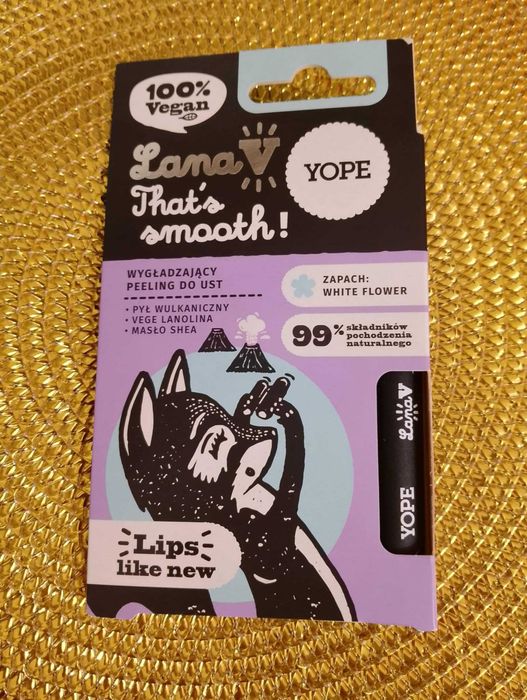 100%
Vegan
Lana V
YOPE
That's
smooth!
WYGŁADZAJĄCY
PEELING DO UST
• PYŁ WULKANICZNY
• VEGE LANOLINA
• MASŁO SHEA
ZAPACH:
WHITE FLOWER
99% składników
pochodzenia
naturalnego
YOPE Lana V
Lips
like new